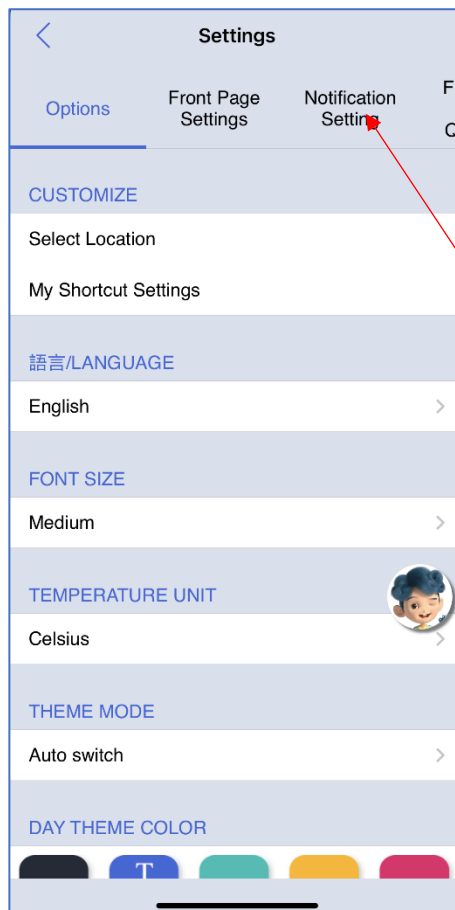 Settings
Options
Front Page
Settings
Notification
Setting
F
Q
CUSTOMIZE
Select Location
My Shortcut Settings
語言/LANGUAGE
English
FONT SIZE
Medium
TEMPERATURE UNIT
Celsius
THEME MODE
Auto switch
DAY THEME COLOR
T